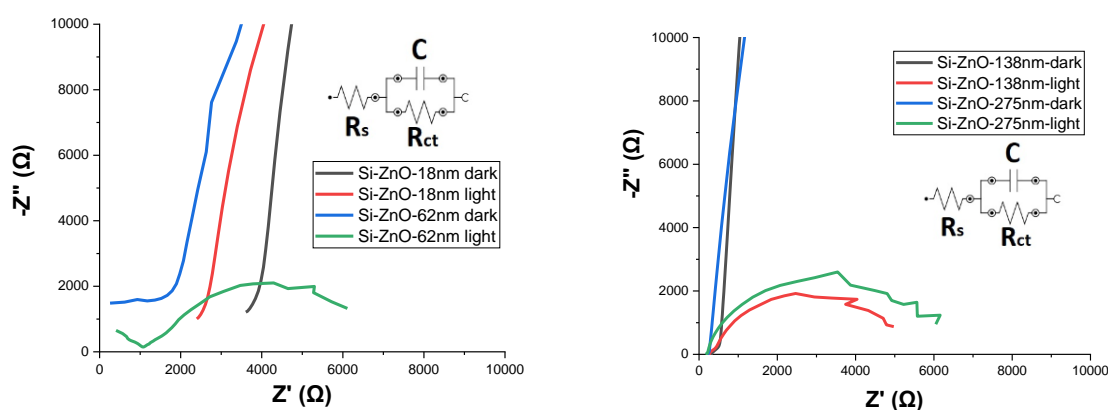 10000
8000
6000
4000
2000
0
-Z'' (Ω)
0 2000 4000 6000 8000 10000
Z' (Ω)
C
Rs
Rct
Si-ZnO-18nm dark
Si-ZnO-18nm light
Si-ZnO-62nm dark
Si-ZnO-62nm light
10000
8000
6000
4000
2000
0
-Z'' (Ω)
0 2000 4000 6000 8000 10000
Z' (Ω)
Si-ZnO-138nm-dark
Si-ZnO-138nm-light
Si-ZnO-275nm-dark
Si-ZnO-275nm-light
C
Rs
Rct